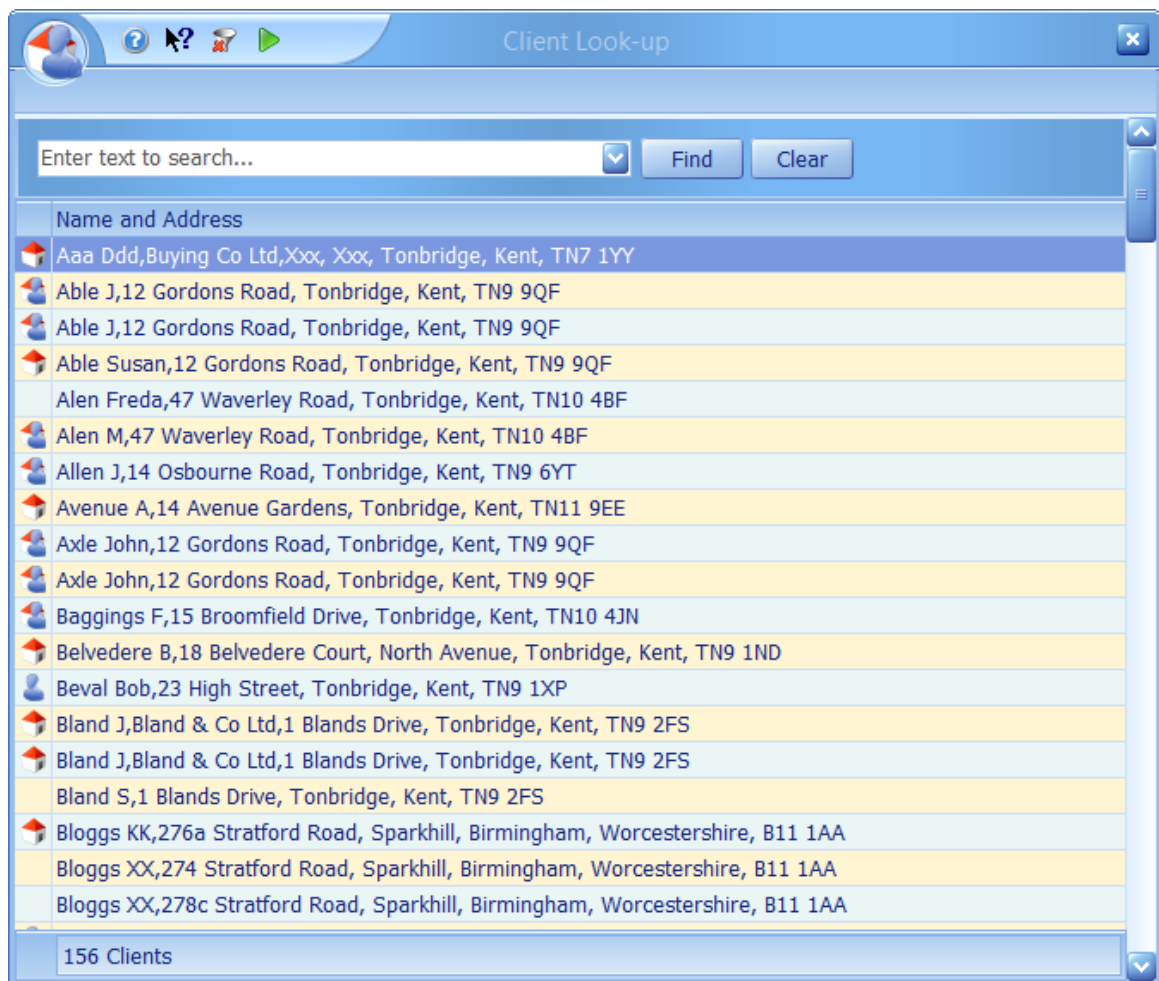 Client Look-up
Enter text to search...
Find
Clear
Name and Address
Aaa Ddd,Buying Co Ltd,Xxx, Xxx, Tonbridge, Kent, TN7 1YY
Able J,12 Gordons Road, Tonbridge, Kent, TN9 9QF
Able J,12 Gordons Road, Tonbridge, Kent, TN9 9QF
Able Susan,12 Gordons Road, Tonbridge, Kent, TN9 9QF
Alen Freda,47 Waverley Road, Tonbridge, Kent, TN10 4BF
Alen M,47 Waverley Road, Tonbridge, Kent, TN10 4BF
Allen J,14 Osbourne Road, Tonbridge, Kent, TN9 6YT
Avenue A,14 Avenue Gardens, Tonbridge, Kent, TN11 9EE
Axle John,12 Gordons Road, Tonbridge, Kent, TN9 9QF
Axle John,12 Gordons Road, Tonbridge, Kent, TN9 9QF
Baggings F,15 Broomfield Drive, Tonbridge, Kent, TN10 4JN
Belvedere B,18 Belvedere Court, North Avenue, Tonbridge, Kent, TN9 1ND
Beval Bob,23 High Street, Tonbridge, Kent, TN9 1XP
Bland J,Bland & Co Ltd,1 Blands Drive, Tonbridge, Kent, TN9 2FS
Bland J,Bland & Co Ltd,1 Blands Drive, Tonbridge, Kent, TN9 2FS
Bland S,1 Blands Drive, Tonbridge, Kent, TN9 2FS
Bloggs KK,276a Stratford Road, Sparkhill, Birmingham, Worcestershire, B11 1AA
Bloggs XX,274 Stratford Road, Sparkhill, Birmingham, Worcestershire, B11 1AA
Bloggs XX,278c Stratford Road, Sparkhill, Birmingham, Worcestershire, B11 1AA
156 Clients